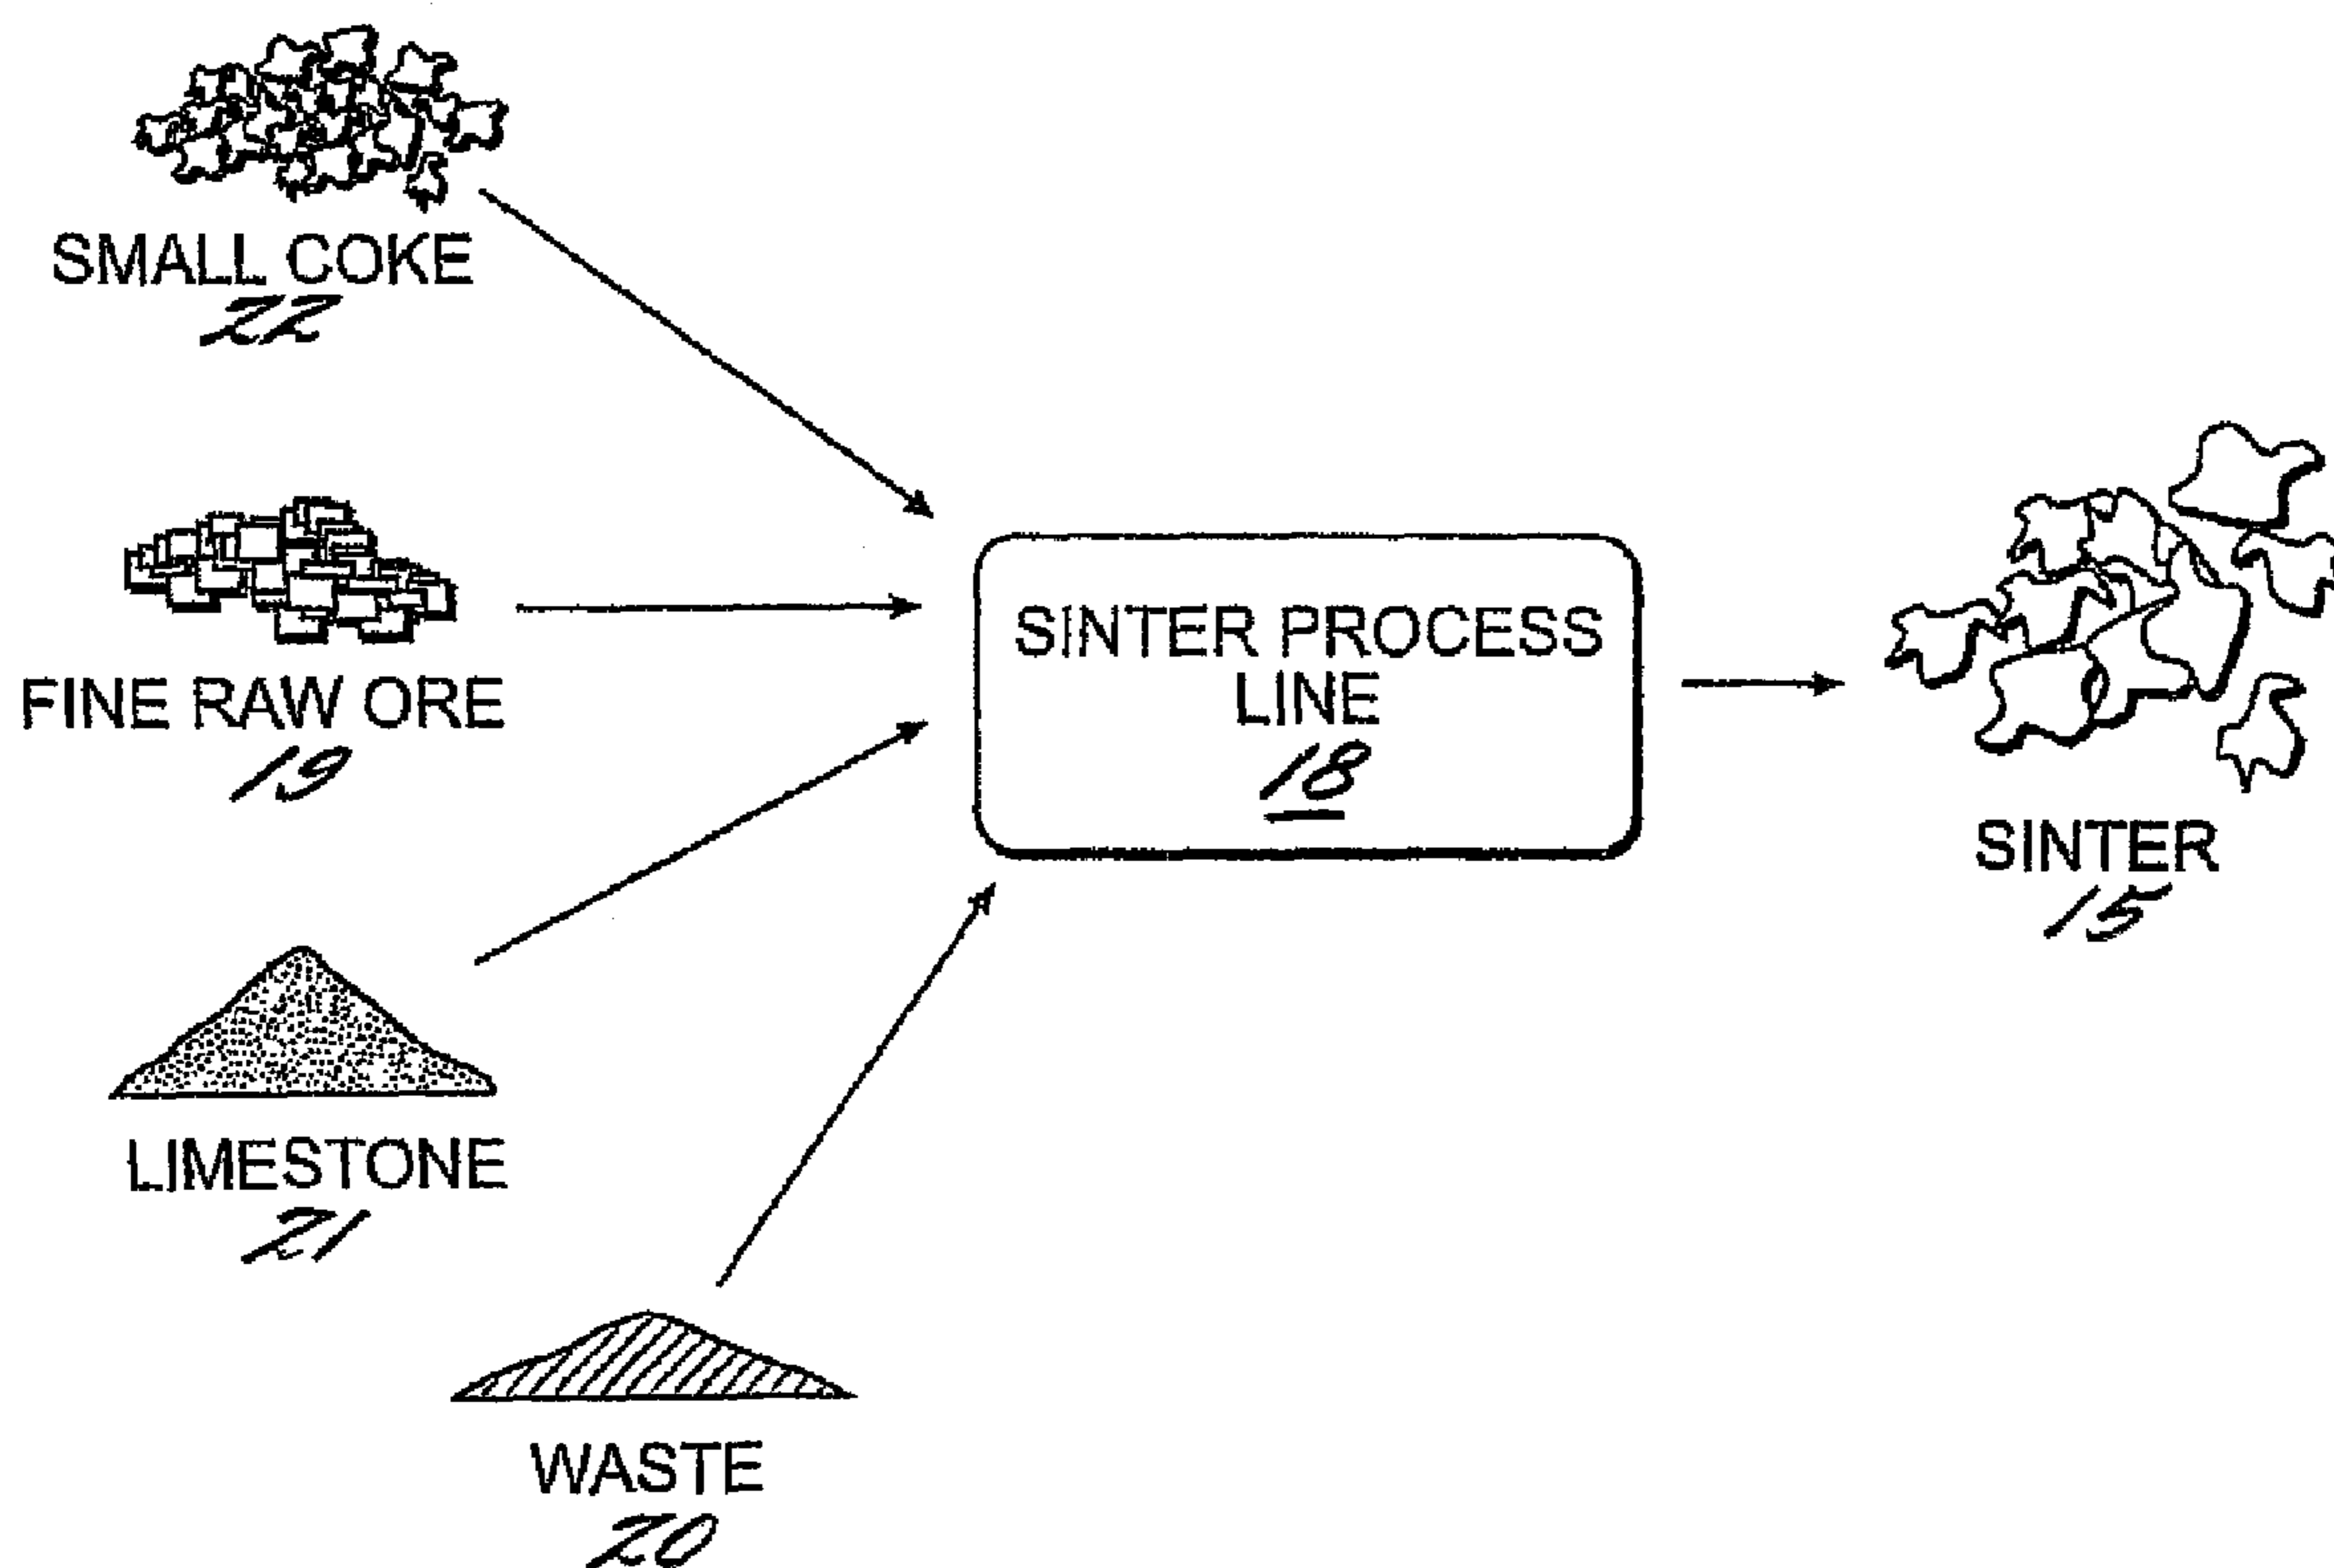 SMALL COKE
22
FINE RAW ORE
19
LIMESTONE
21
WASTE
20
SINTER PROCESS
LINE
18
SINTER
15